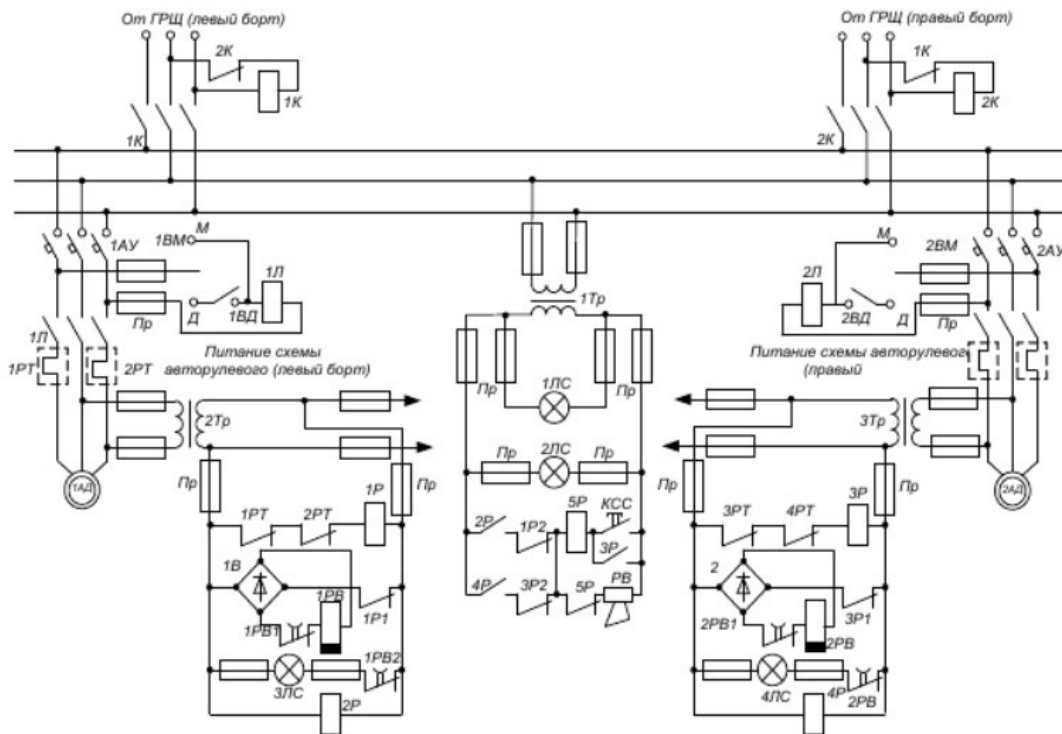 От ГРЩ (левый борт)
От ГРЩ (правый борт)
2К
1К
1К
2К
1К
2К
М
1ВМ
1АУ
1Л
Д
1ВД
Пр
1Л
1РТ
2РТ
Питание схемы
авторулевого (левый борт)
1Тр
Пр
Пр
1ЛС
М
2ВМ
2АУ
2Л
2ВД
Д
Пр
Питание схемы авторулевого
(правый
2Тр
3Тр
1АД
2АД
Пр
Пр
1Р
1РТ
2РТ
1В
1РВ
1РВ1
1Р1
1РВ2
3ЛС
2Р
Пр
2ЛС
Пр
2Р
1Р2
5Р
КСС
3Р
4Р
3Р2
5Р
РВ
Пр
Пр
3Р
3РТ
4РТ
2
2РВ1
3Р1
2РВ
4ЛС
4Р
2РВ